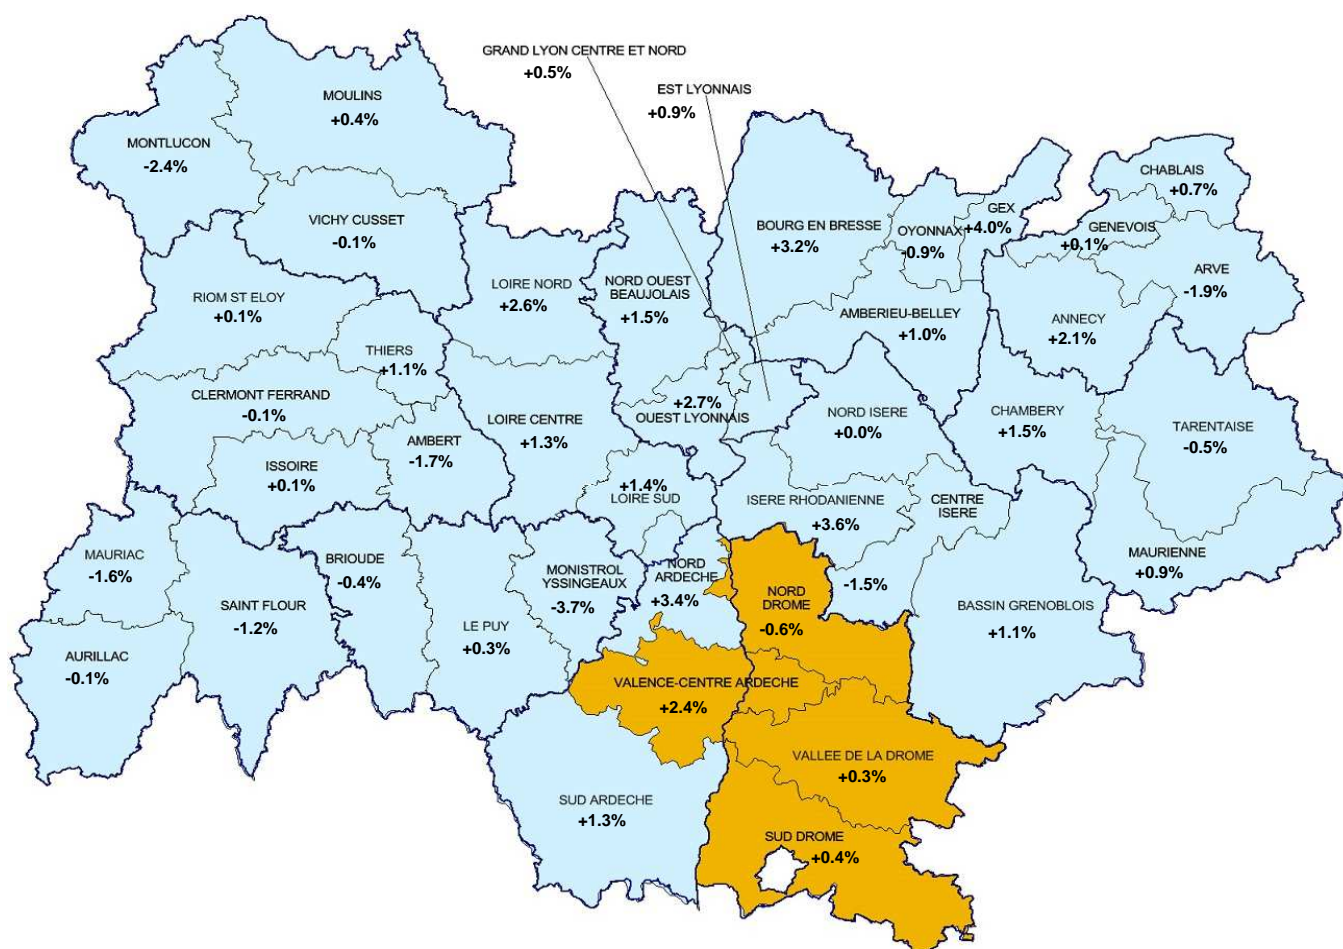 GRAND LYON CENTRE ET NORD
+0.5%
EST LYONNAIS
+0.9%
MOULINS
+0.4%
MONTLUCON
-2.4%
CHABLAIS
+0.7%
VICHY CUSSET
-0.1%
BOURG EN BRESSE
+3.2%
OYONNAX
-0.9%
GEX
+4.0%
GENEVOIS
+0.1%
ARVE
-1.9%
RIOM ST ELOY
+0.1%
LOIRE NORD
+2.6%
NORD OUEST
BEAUJOLAIS
+1.5%
AMBERIEU-BELLEY
+1.0%
ANNECY
+2.1%
THIERS
+1.1%
CLERMONT FERRAND
-0.1%
LOIRE CENTRE
+1.3%
+2.7%
OUEST LYONNAIS
NORD ISERE
+0.0%
CHAMBERY
+1.5%
TARENTAISE
-0.5%
AMBERT
-1.7%
ISSOIRE
+0.1%
+1.4%
LOIRE SUD
ISERE RHODANIENNE
+3.6%
CENTRE
ISERE
-1.5%
MAURIAC
-1.6%
BRIOUDE
-0.4%
MONISTROL
YSSINGEAUX
-3.7%
NORD
ARDECHE
+3.4%
MAURIENNE
+0.9%
SAINT FLOUR
-1.2%
LE PUY
+0.3%
NORD
DROME
-0.6%
BASSIN GRENOBLOIS
+1.1%
AURILLAC
-0.1%
VALENCE-CENTRE ARDECHE
+2.4%
VALLEE DE LA DROME
+0.3%
SUD ARDECHE
+1.3%
SUD DROME
+0.4%